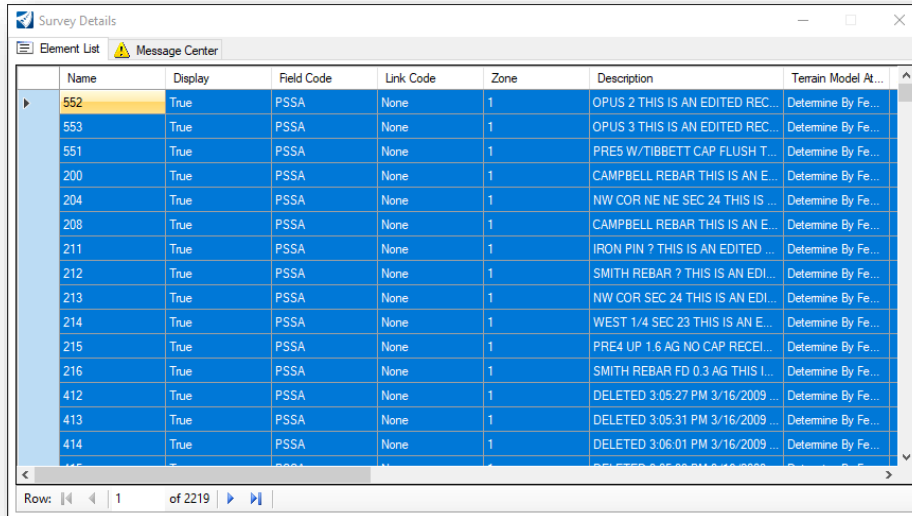 Survey Details
Element List Message Center
Name Display Field Code Link Code Zone Description Terrain Model At...
552 True PSSA None 1 OPUS 2 THIS IS AN EDITED REC... Determine By Fe...
553 True PSSA None 1 OPUS 3 THIS IS AN EDITED REC... Determine By Fe...
551 True PSSA None 1 PRE5 W/TIBBETT CAP FLUSH T... Determine By Fe...
200 True PSSA None 1 CAMPBELL REBAR THIS IS AN E... Determine By Fe...
204 True PSSA None 1 NW COR NE NE SEC 24 THIS IS ... Determine By Fe...
208 True PSSA None 1 CAMPBELL REBAR THIS IS AN E... Determine By Fe...
211 True PSSA None 1 IRON PIN ? THIS IS AN EDITED ... Determine By Fe...
212 True PSSA None 1 SMITH REBAR ? THIS IS AN EDI... Determine By Fe...
213 True PSSA None 1 NW COR SEC 24 THIS IS AN EDI... Determine By Fe...
214 True PSSA None 1 WEST 1/4 SEC 23 THIS IS AN E... Determine By Fe...
215 True PSSA None 1 PRE4 UP 1.6 AG NO CAP RECEI... Determine By Fe...
216 True PSSA None 1 SMITH REBAR FD 0.3 AG THIS I... Determine By Fe...
412 True PSSA None 1 DELETED 3:05:27 PM 3/16/2009 ... Determine By Fe...
413 True PSSA None 1 DELETED 3:05:31 PM 3/16/2009 ... Determine By Fe...
414 True PSSA None 1 DELETED 3:06:01 PM 3/16/2009 ... Determine By Fe...
Row: 1 of 2219